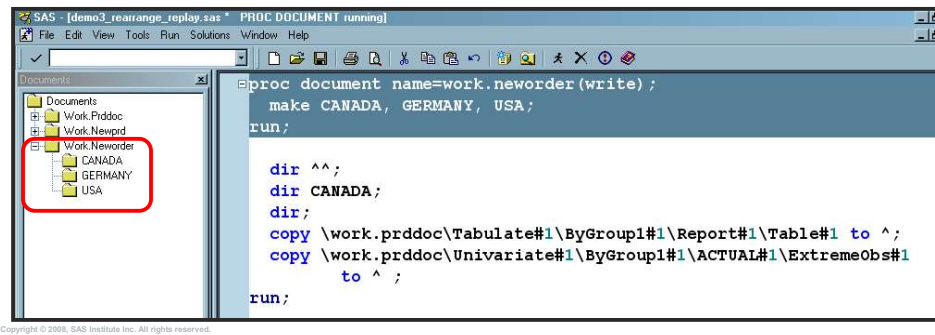 SAS - [demo3_rearrange_replay.sas * PROC DOCUMENT running]
File Edit View Tools Run Solutions Window Help
Documents
Documents
Work.Prddoc
Work.Newprd
Work.Neworder
CANADA
GERMANY
USA
proc document name=work.neworder(write);
make CANADA, GERMANY, USA;
run;
dir ^^;
dir CANADA;
dir;
copy \work.prddoc\Tabulate#1\ByGroup1#1\Report#1\Table#1 to ^;
copy \work.prddoc\Univariate#1\ByGroup1#1\ACTUAL#1\ExtremeObs#1
to ^ ;
run;
Copyright © 2008, SAS Institute Inc. All rights reserved.